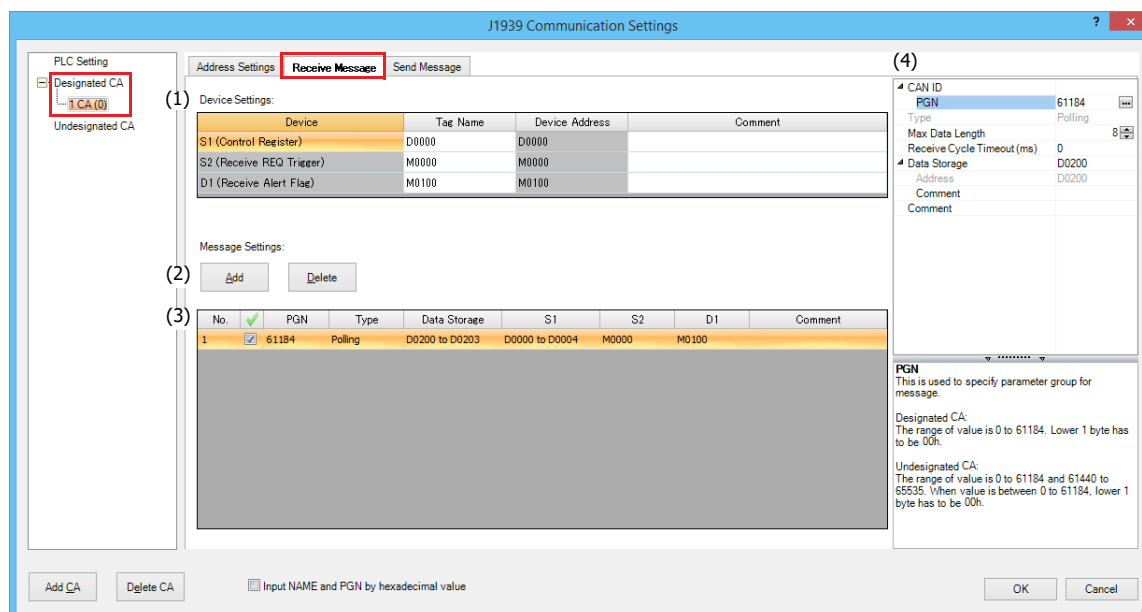 J1939 Communication Settings
? ×
PLC Setting
Designated CA
1 CA (0)
Undesignated CA
Address Settings Receive Message Send Message
(1) Device Settings:
Device Tag Name Device Address Comment
S1 (Control Register) D0000 D0000
S2 (Receive REQ Trigger) M0000 M0000
D1 (Receive Alert Flag) M0100 M0100
Message Settings:
(2) Add Delete
(3) No. PGN Type Data Storage S1 S2 D1 Comment
1 61184 Polling D0200 to D0203 D0000 to D0004 M0000 M0100
(4)
CAN ID
PGN 61184 ...
Type Polling
Max Data Length 8
Receive Cycle Timeout (ms) 0
Data Storage D0200
Address D0200
Comment
Comment
PGN
This is used to specify parameter group for
message.
Designated CA:
The range of value is 0 to 61184. Lower 1 byte has
to be 00h.
Undesignated CA:
The range of value is 0 to 61184 and 61440 to
65535. When value is between 0 to 61184, lower 1
byte has to be 00h.
Add CA Delete CA Input NAME and PGN by hexadecimal value OK Cancel